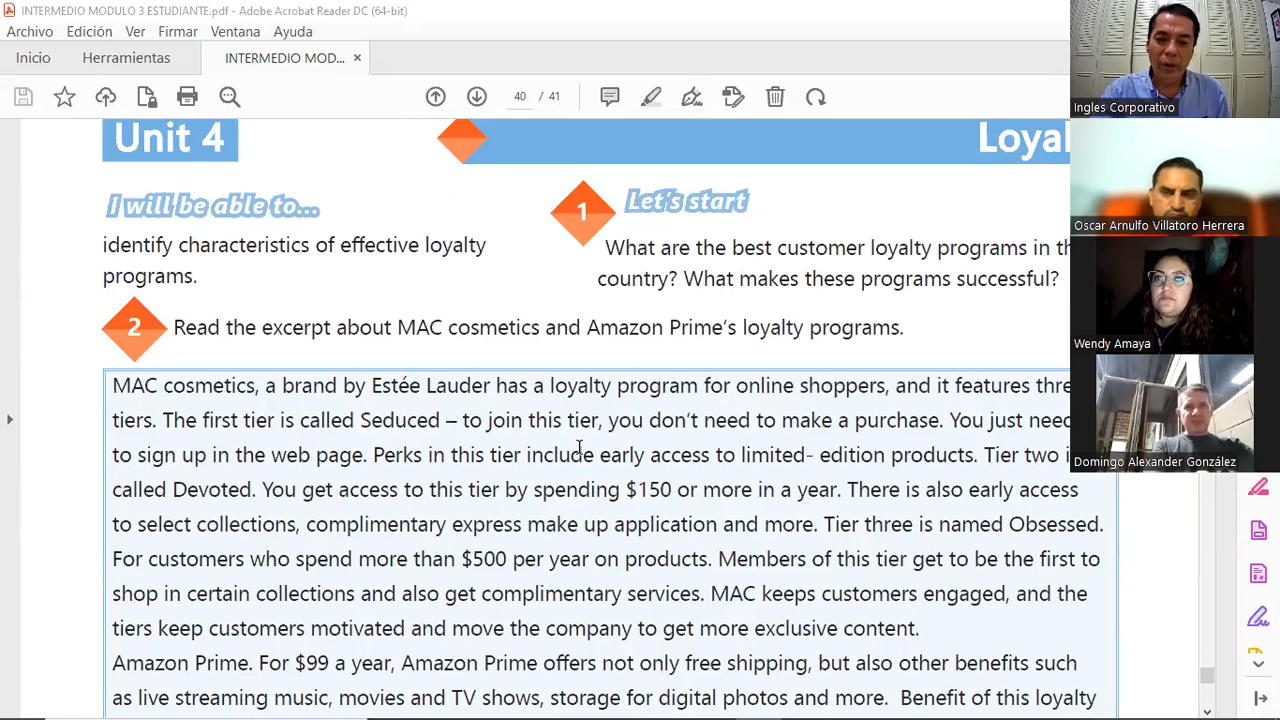 INTERMEDIO MODULO 3 ESTUDIANTE.pdf - Adobe Acrobat Reader DC (64-bit)
Archivo Edición Ver Firmar Ventana Ayuda
Inicio Herramientas INTERMEDIO MOD... ×
40 / 41
Unit 4 Loyal
I will be able to...
identify characteristics of effective loyalty
programs.
1 Let's start
What are the best customer loyalty programs in th
country? What makes these programs successful?
2 Read the excerpt about MAC cosmetics and Amazon Prime's loyalty programs.
MAC cosmetics, a brand by Estée Lauder has a loyalty program for online shoppers, and it features thre
tiers. The first tier is called Seduced – to join this tier, you don't need to make a purchase. You just need
to sign up in the web page. Perks in this tier include early access to limited- edition products. Tier two i
called Devoted. You get access to this tier by spending $150 or more in a year. There is also early access
to select collections, complimentary express make up application and more. Tier three is named Obsessed.
For customers who spend more than $500 per year on products. Members of this tier get to be the first to
shop in certain collections and also get complimentary services. MAC keeps customers engaged, and the
tiers keep customers motivated and move the company to get more exclusive content.
Amazon Prime. For $99 a year, Amazon Prime offers not only free shipping, but also other benefits such
as live streaming music, movies and TV shows, storage for digital photos and more. Benefit of this loyalty
Ingles Corporativo
Oscar Arnulfo Villatoro Herrera
Wendy Amaya
Domingo Alexander González